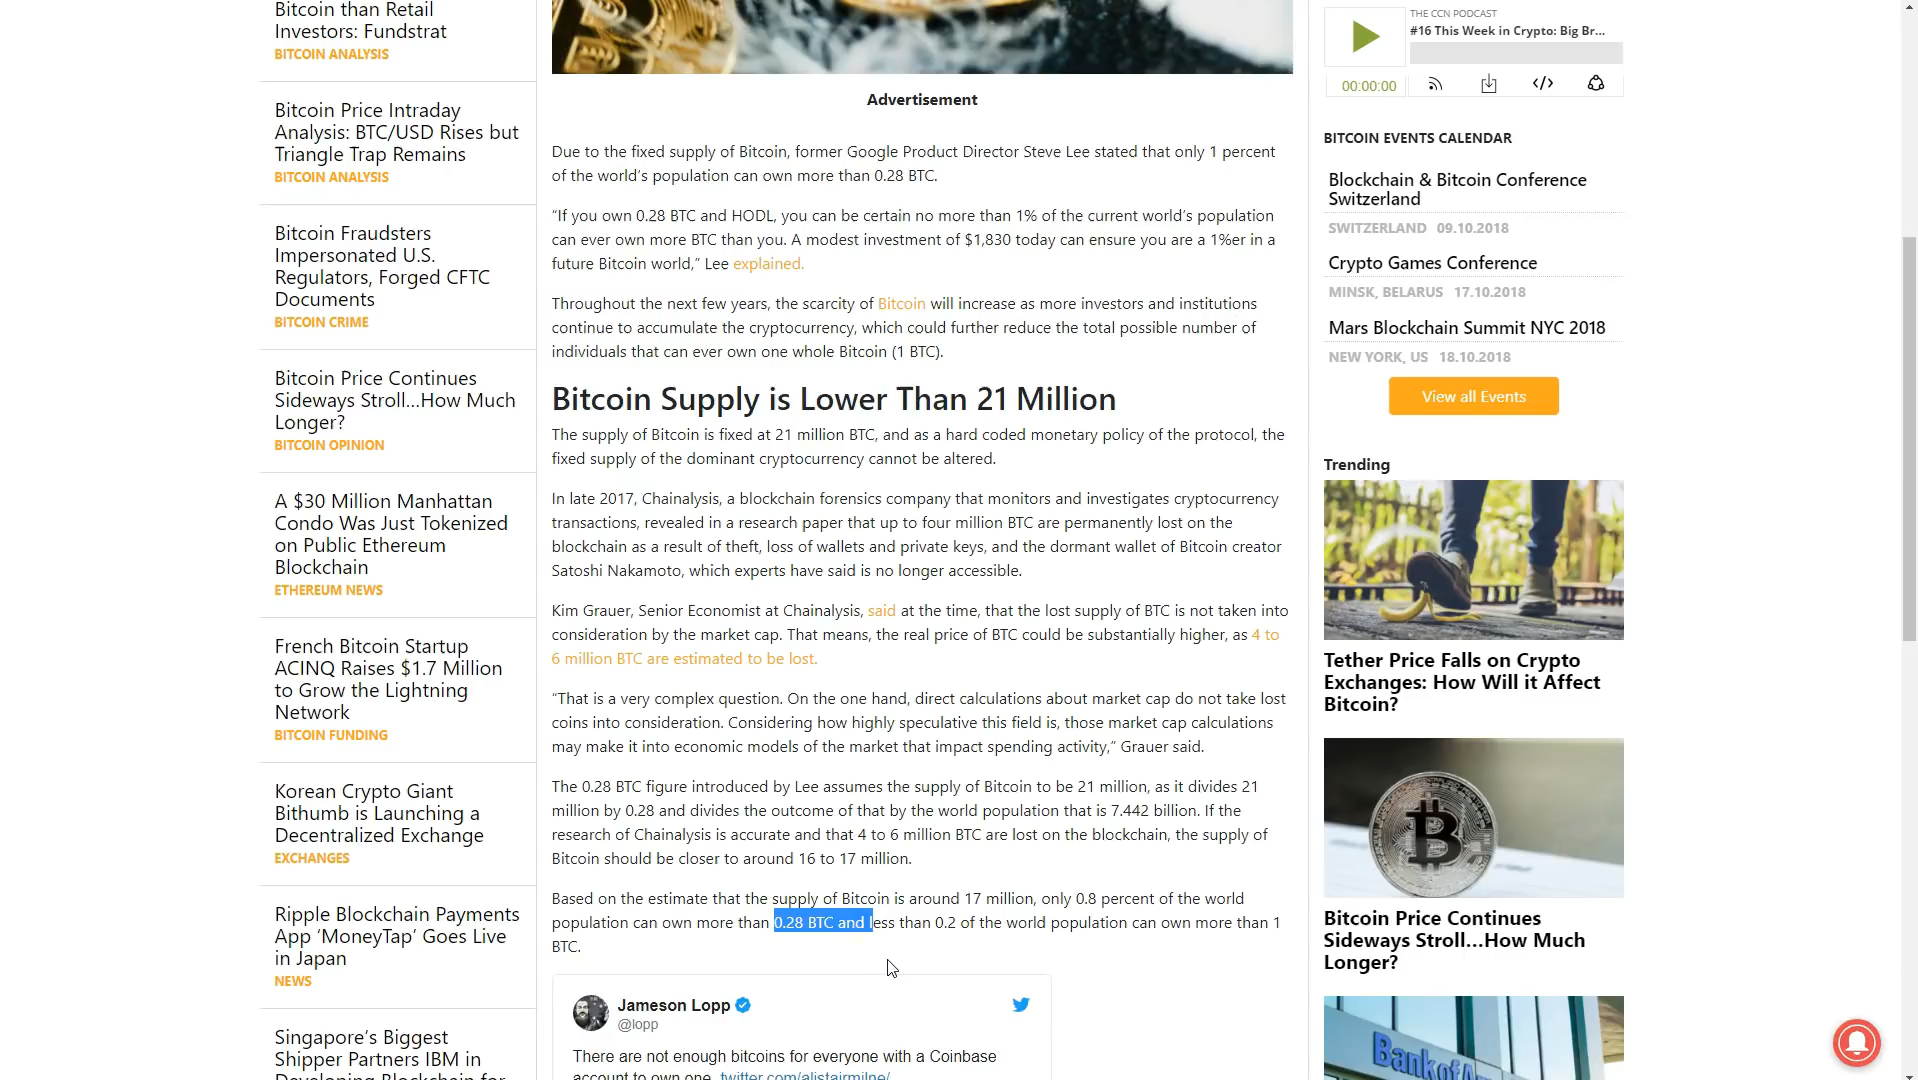 Bitcoin than Retail
Investors: Fundstrat
BITCOIN ANALYSIS
Bitcoin Price Intraday
Analysis: BTC/USD Rises but
Triangle Trap Remains
BITCOIN ANALYSIS
Bitcoin Fraudsters
Impersonated U.S.
Regulators, Forged CFTC
Documents
BITCOIN CRIME
Bitcoin Price Continues
Sideways Stroll...How Much
Longer?
BITCOIN OPINION
A $30 Million Manhattan
Condo Was Just Tokenized
on Public Ethereum
Blockchain
ETHEREUM NEWS
French Bitcoin Startup
ACINQ Raises $1.7 Million
to Grow the Lightning
Network
BITCOIN FUNDING
Korean Crypto Giant
Bithumb is Launching a
Decentralized Exchange
EXCHANGES
Ripple Blockchain Payments
App ‘MoneyTap’ Goes Live
in Japan
NEWS
Singapore’s Biggest
Shipper Partners IBM in
Developing Blockchain for
Advertisement
Due to the fixed supply of Bitcoin, former Google Product Director Steve Lee stated that only 1 percent
of the world’s population can own more than 0.28 BTC.
“If you own 0.28 BTC and HODL, you can be certain no more than 1% of the current world’s population
can ever own more BTC than you. A modest investment of $1,830 today can ensure you are a 1%er in a
future Bitcoin world,” Lee explained.
Throughout the next few years, the scarcity of Bitcoin will increase as more investors and institutions
continue to accumulate the cryptocurrency, which could further reduce the total possible number of
individuals that can ever own one whole Bitcoin (1 BTC).
Bitcoin Supply is Lower Than 21 Million
The supply of Bitcoin is fixed at 21 million BTC, and as a hard coded monetary policy of the protocol, the
fixed supply of the dominant cryptocurrency cannot be altered.
In late 2017, Chainalysis, a blockchain forensics company that monitors and investigates cryptocurrency
transactions, revealed in a research paper that up to four million BTC are permanently lost on the
blockchain as a result of theft, loss of wallets and private keys, and the dormant wallet of Bitcoin creator
Satoshi Nakamoto, which experts have said is no longer accessible.
Kim Grauer, Senior Economist at Chainalysis, said at the time, that the lost supply of BTC is not taken into
consideration by the market cap. That means, the real price of BTC could be substantially higher, as 4 to
6 million BTC are estimated to be lost.
“That is a very complex question. On the one hand, direct calculations about market cap do not take lost
coins into consideration. Considering how highly speculative this field is, those market cap calculations
may make it into economic models of the market that impact spending activity,” Grauer said.
The 0.28 BTC figure introduced by Lee assumes the supply of Bitcoin to be 21 million, as it divides 21
million by 0.28 and divides the outcome of that by the world population that is 7.442 billion. If the
research of Chainalysis is accurate and that 4 to 6 million BTC are lost on the blockchain, the supply of
Bitcoin should be closer to around 16 to 17 million.
Based on the estimate that the supply of Bitcoin is around 17 million, only 0.8 percent of the world
population can own more than 0.28 BTC and less than 0.2 of the world population can own more than 1
BTC.
Jameson Lopp
@lopp
There are not enough bitcoins for everyone with a Coinbase
account to own one. twitter.com/alistairmilne/
THE CCN PODCAST
#16 This Week in Crypto: Big Br...
00:00:00
BITCOIN EVENTS CALENDAR
Blockchain & Bitcoin Conference
Switzerland
SWITZERLAND 09.10.2018
Crypto Games Conference
MINSK, BELARUS 17.10.2018
Mars Blockchain Summit NYC 2018
NEW YORK, US 18.10.2018
View all Events
Trending
Tether Price Falls on Crypto
Exchanges: How Will it Affect
Bitcoin?
Bitcoin Price Continues
Sideways Stroll...How Much
Longer?
Bank of A